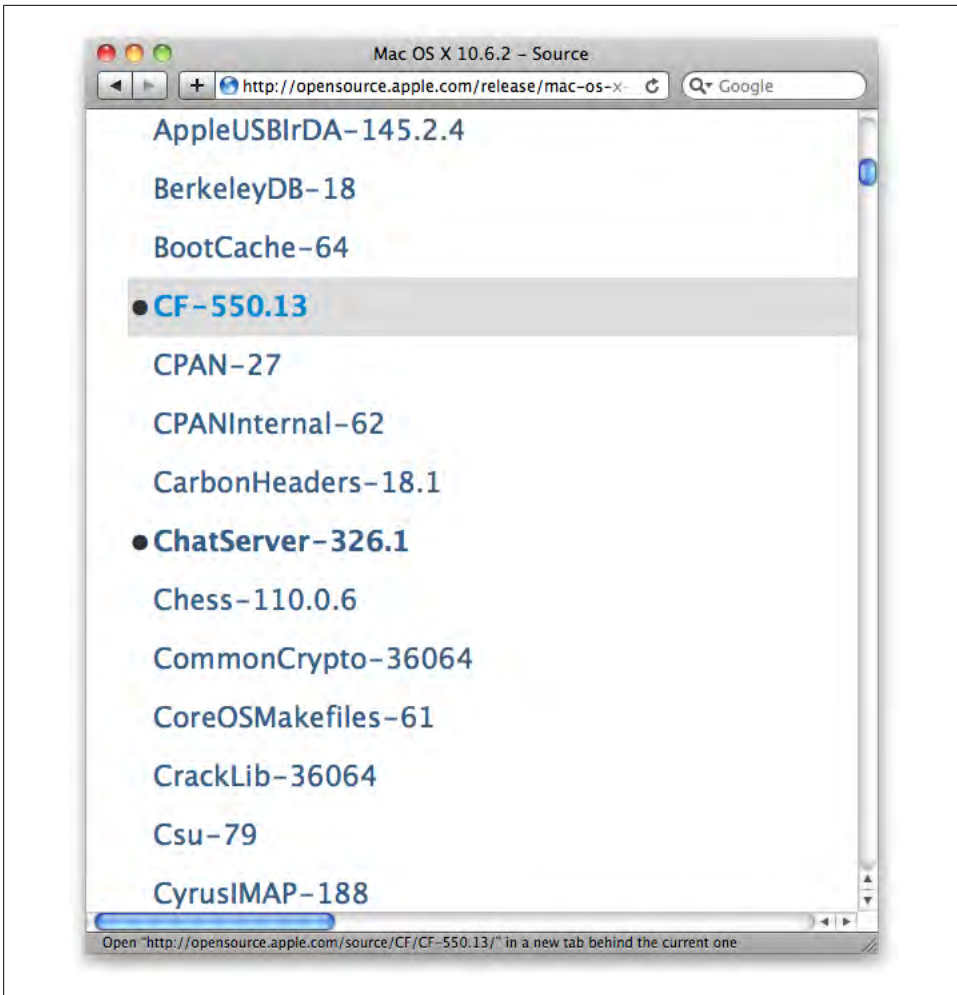 Mac OS X 10.6.2 – Source
http://opensource.apple.com/release/mac-os-x-
Google
AppleUSBIrDA-145.2.4
BerkeleyDB-18
BootCache-64
CF-550.13
CPAN-27
CPANInternal-62
CarbonHeaders-18.1
ChatServer-326.1
Chess-110.0.6
CommonCrypto-36064
CoreOSMakefiles-61
CrackLib-36064
Csu-79
CyrusIMAP-188
Open "http://opensource.apple.com/source/CF/CF-550.13/" in a new tab behind the current one